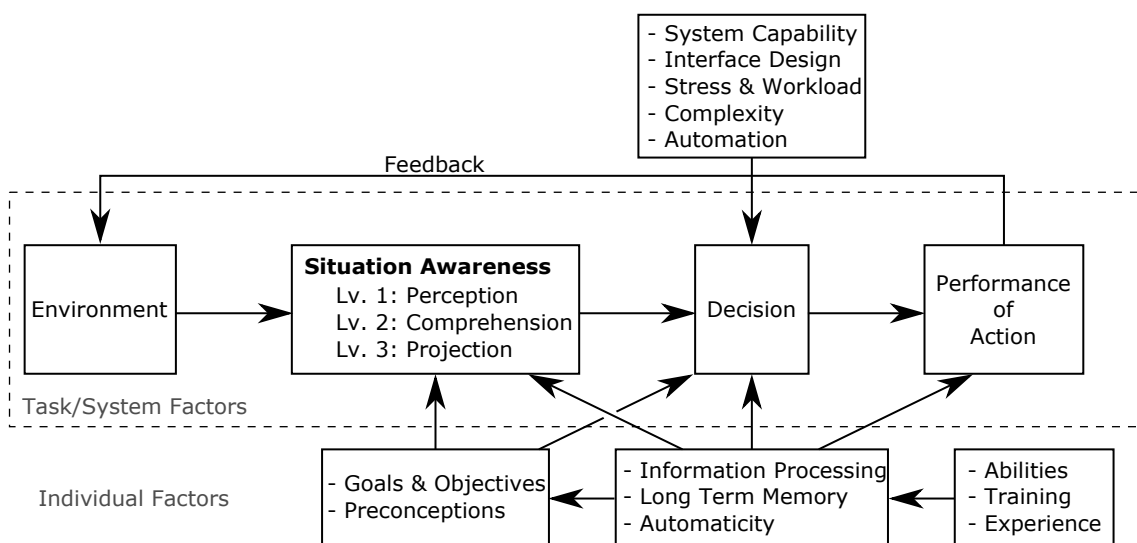 - System Capability
- Interface Design
- Stress & Workload
- Complexity
- Automation
Feedback
Environment
Situation Awareness
Lv. 1: Perception
Lv. 2: Comprehension
Lv. 3: Projection
Decision
Performance
of
Action
Task/System Factors
Individual Factors
- Goals & Objectives
- Preconceptions
- Information Processing
- Long Term Memory
- Automaticity
- Abilities
- Training
- Experience